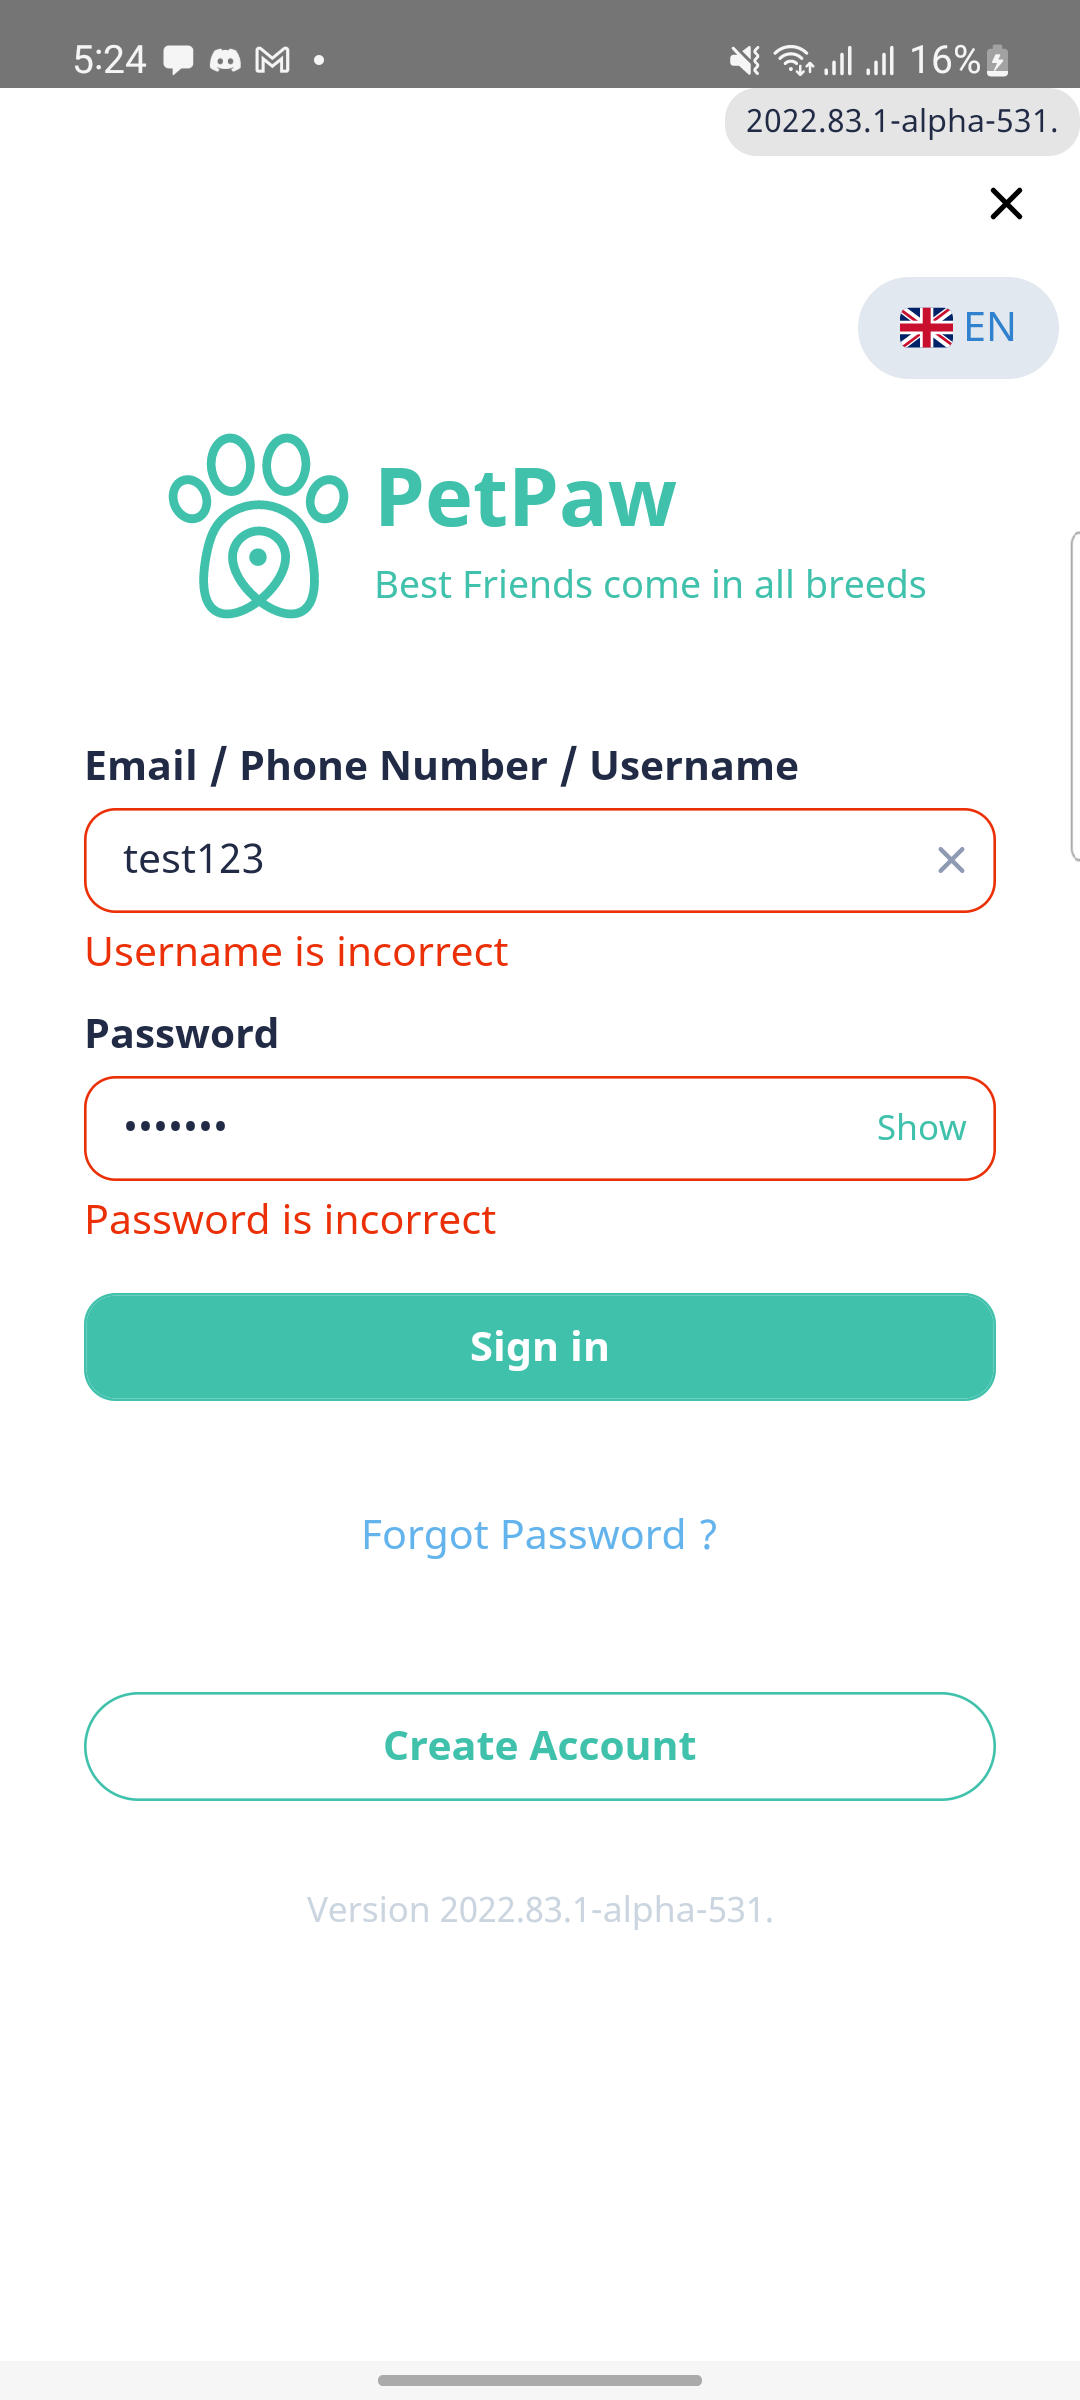 5:24 16%
2022.83.1-alpha-531.
EN
PetPaw
Best Friends come in all breeds
Email / Phone Number / Username
test123
Username is incorrect
Password
•••••••
Show
Password is incorrect
Sign in
Forgot Password ?
Create Account
Version 2022.83.1-alpha-531.